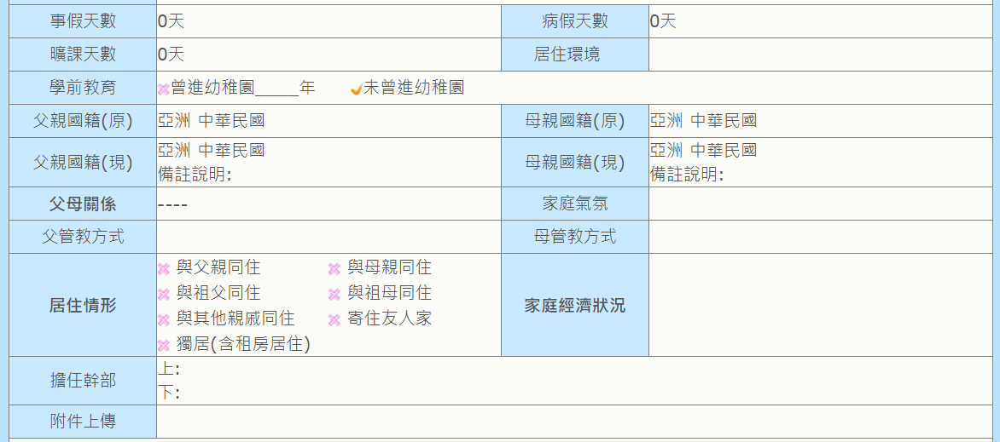 事假天數 0天 病假天數 0天
曠課天數 0天 居住環境
學前教育 曾進幼稚園____年 未曾進幼稚園
父親國籍(原) 亞洲 中華民國 母親國籍(原) 亞洲 中華民國
父親國籍(現) 亞洲 中華民國 母親國籍(現) 亞洲 中華民國
備註說明: 備註說明:
父母關係 ---- 家庭氣氛
父管教方式 母管教方式
居住情形 與父親同住 與母親同住 家庭經濟狀況
與祖父同住 與祖母同住
與其他親戚同住 寄住友人家
獨居(含租房居住)
擔任幹部 上:
下:
附件上傳